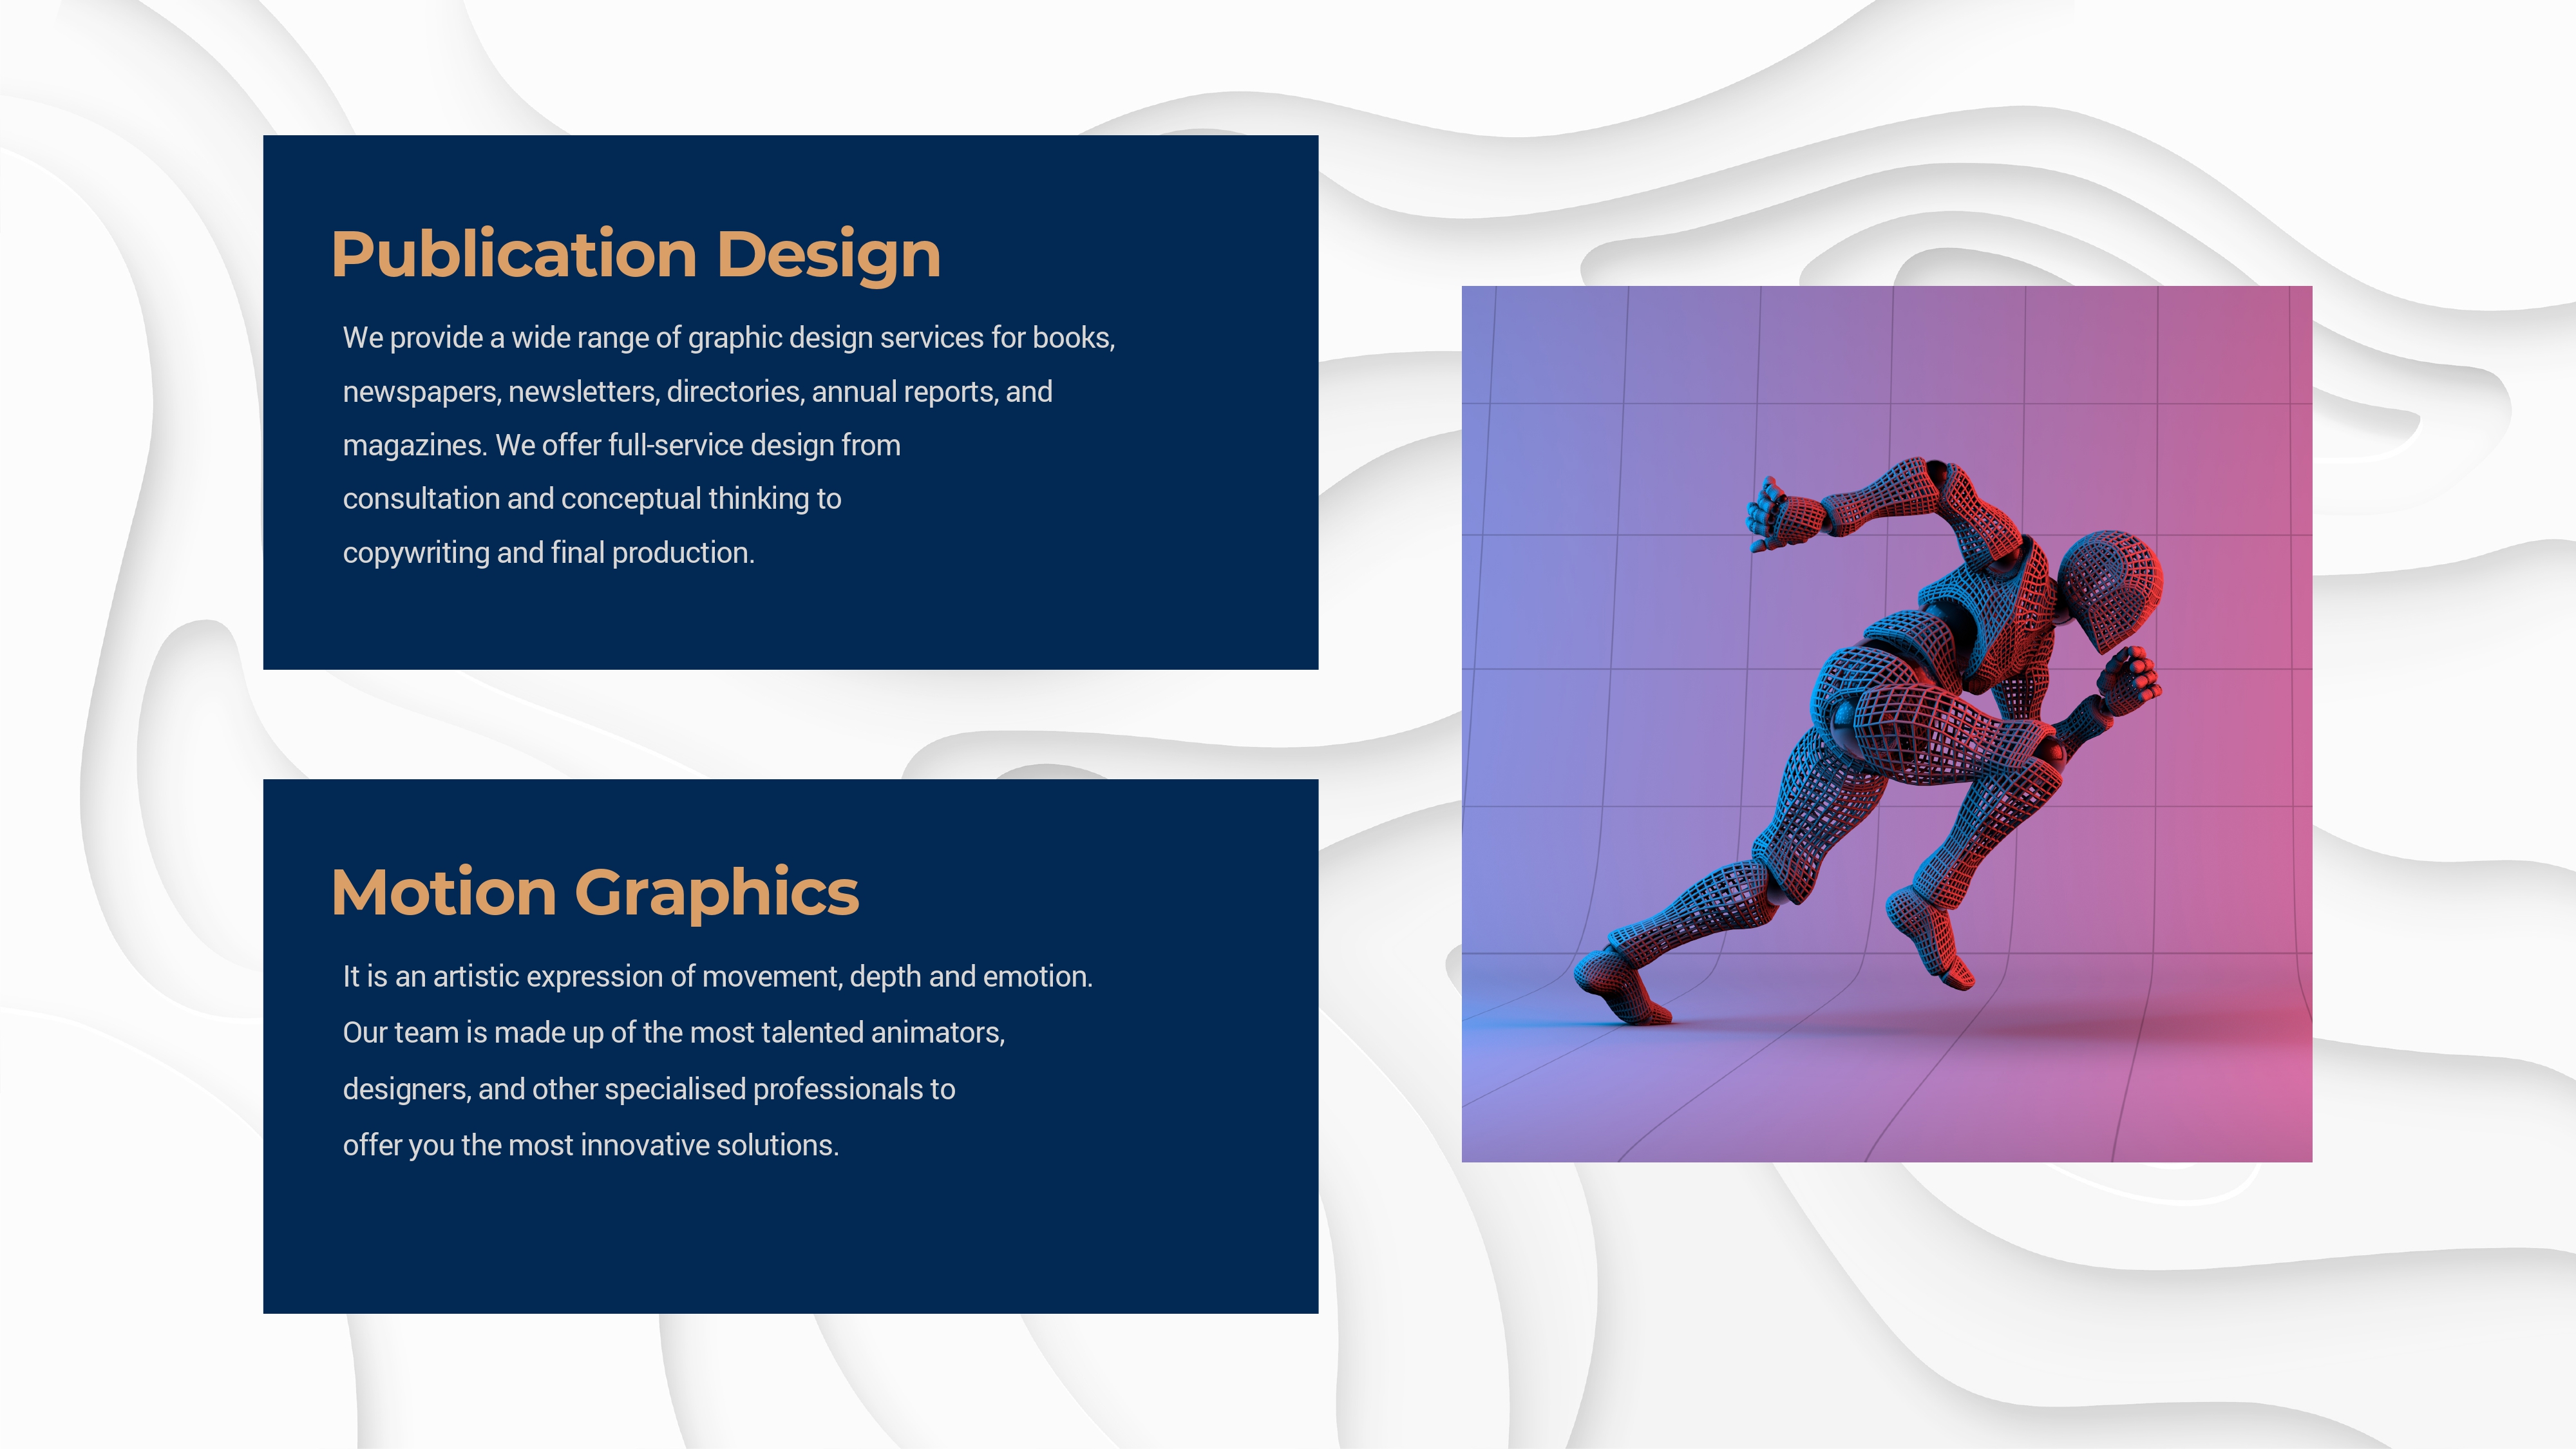 Publication Design
We provide a wide range of graphic design services for books,
newspapers, newsletters, directories, annual reports, and
magazines. We offer full-service design from
consultation and conceptual thinking to
copywriting and final production.
Motion Graphics
It is an artistic expression of movement, depth and emotion.
Our team is made up of the most talented animators,
designers, and other specialised professionals to
offer you the most innovative solutions.